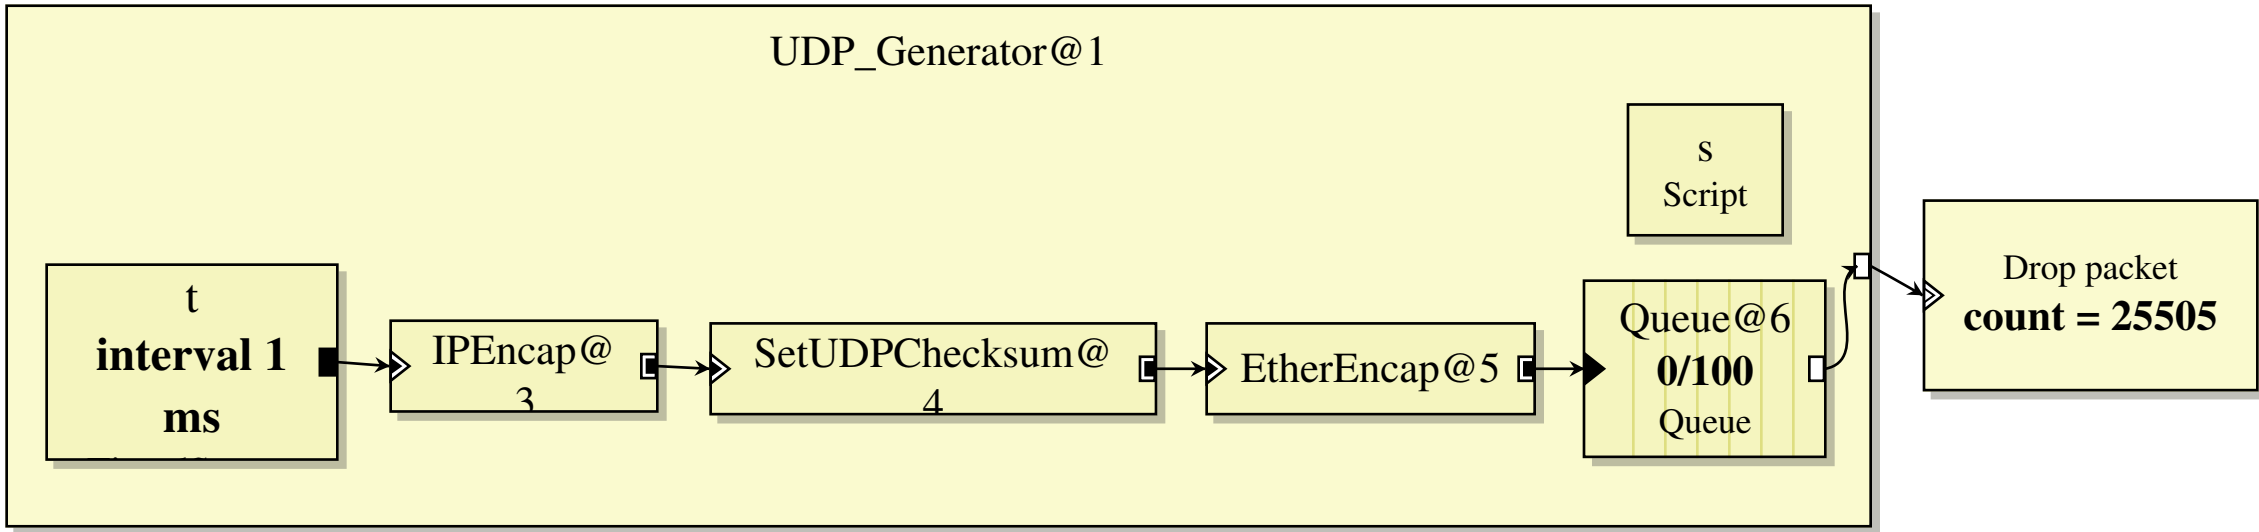 UDP_Generator@1
s
Script
t
interval 1
ms
IPEncap@
3
SetUDPChecksum@
4
EtherEncap@5
Queue@6
0/100
Queue
Drop packet
count = 25505